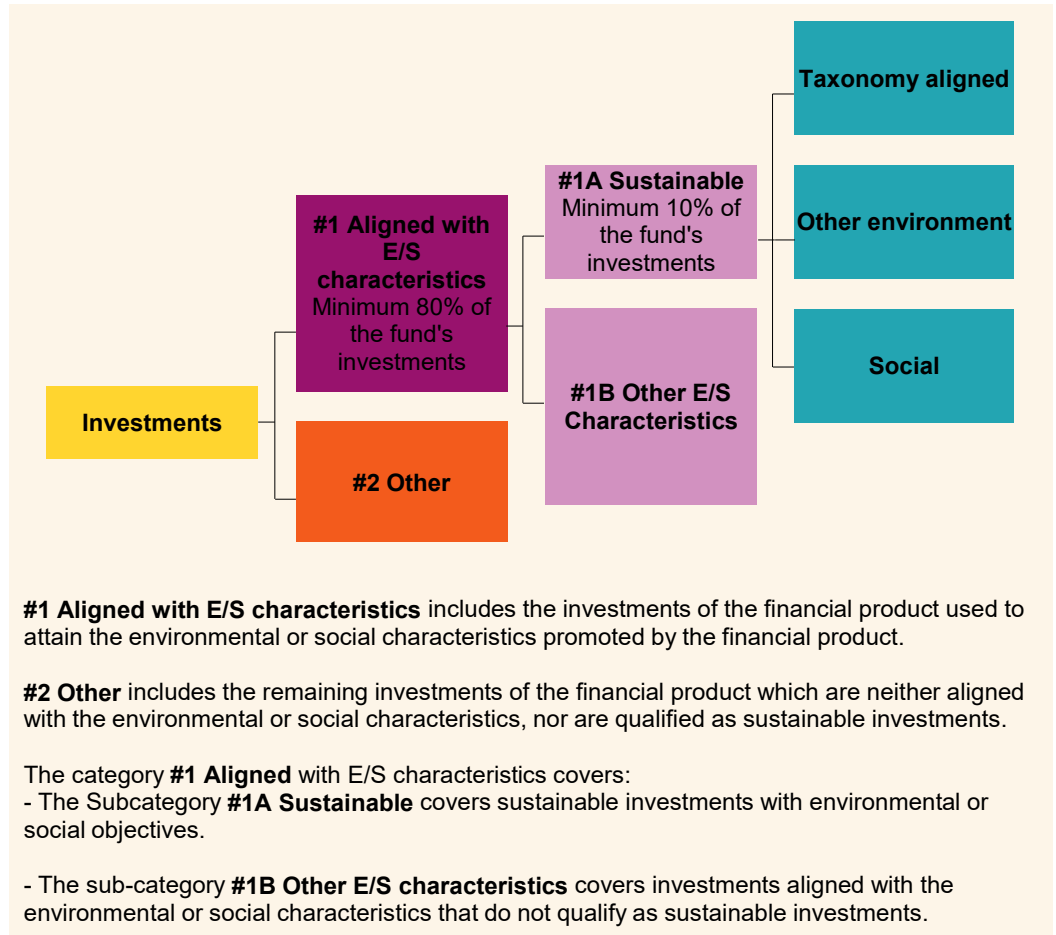 Taxonomy aligned
#1A Sustainable
Minimum 10% of
the fund's
investments
Other environment
#1 Aligned with
E/S
characteristics
Minimum 80% of
the fund's
investments
Social
#1B Other E/S
Characteristics
Investments
#2 Other
#1 Aligned with E/S characteristics includes the investments of the financial product used to
attain the environmental or social characteristics promoted by the financial product.
#2 Other includes the remaining investments of the financial product which are neither aligned
with the environmental or social characteristics, nor are qualified as sustainable investments.
The category #1 Aligned with E/S characteristics covers:
- The Subcategory #1A Sustainable covers sustainable investments with environmental or
social objectives.
- The sub-category #1B Other E/S characteristics covers investments aligned with the
environmental or social characteristics that do not qualify as sustainable investments.